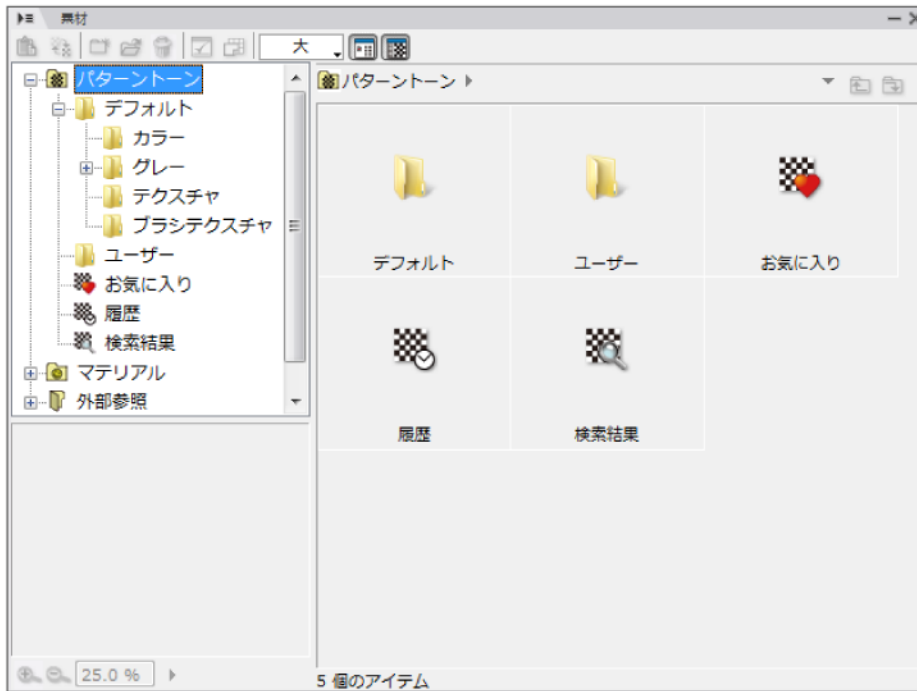 素材
大
パターントーン
デフォルト
カラー
グレー
テクスチャ
ブラシテクスチャ
ユーザー
お気に入り
履歴
検索結果
マテリアル
外部参照
25.0 %
パターントーン
デフォルト
ユーザー
お気に入り
履歴
検索結果
5 個のアイテム